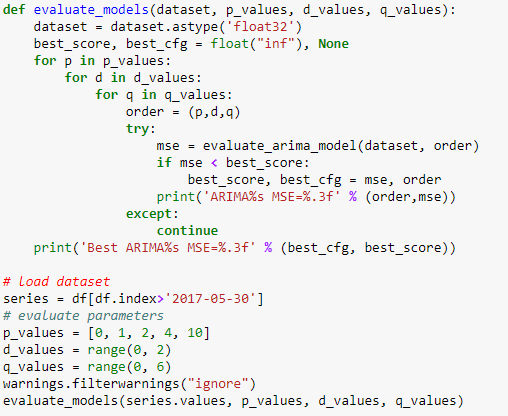 def evaluate_models(dataset, p_values, d_values, q_values):
    dataset = dataset.astype('float32')
    best_score, best_cfg = float("inf"), None
    for p in p_values:
        for d in d_values:
            for q in q_values:
                order = (p,d,q)
                try:
                    mse = evaluate_arima_model(dataset, order)
                    if mse < best_score:
                        best_score, best_cfg = mse, order
                    print('ARIMA%s MSE=%.3f' % (order,mse))
                except:
                    continue
    print('Best ARIMA%s MSE=%.3f' % (best_cfg, best_score))
# load dataset
series = df[df.index>'2017-05-30']
# evaluate parameters
p_values = [0, 1, 2, 4, 10]
d_values = range(0, 2)
q_values = range(0, 6)
warnings.filterwarnings("ignore")
evaluate_models(series.values, p_values, d_values, q_values)